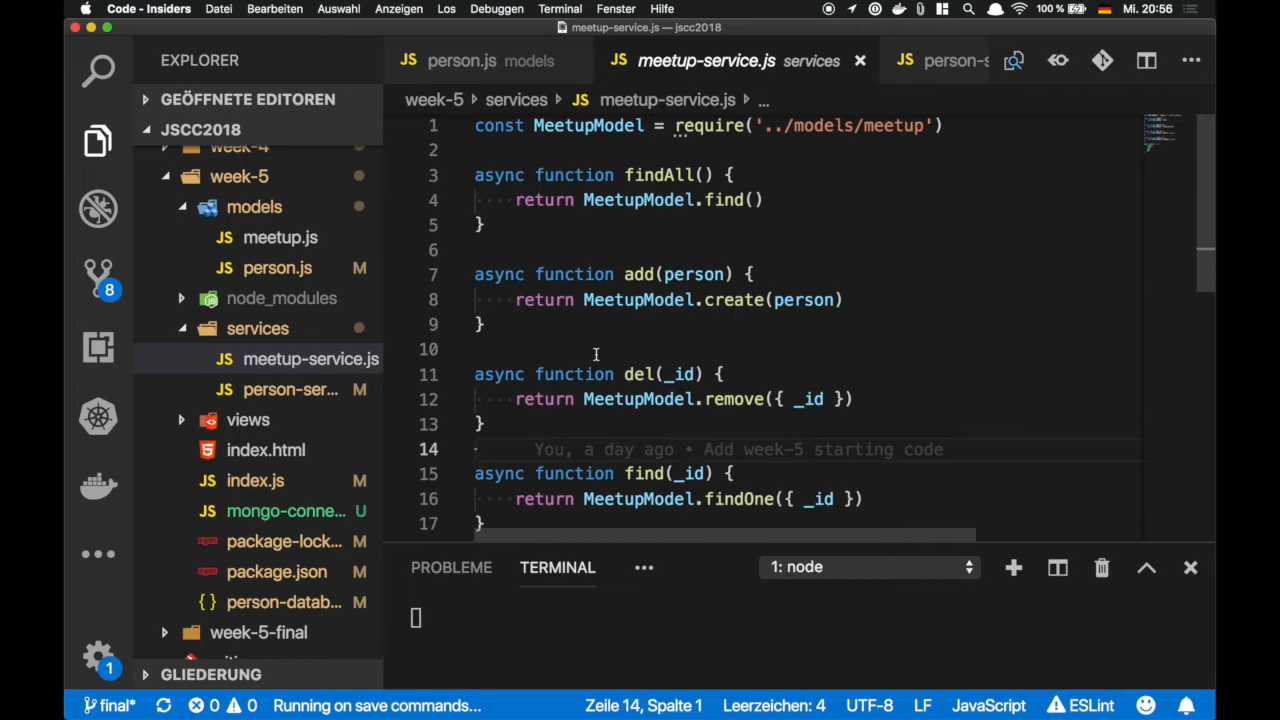 Code - Insiders Datei Bearbeiten Ansicht Auswahl Anzeigen Los Debuggen Terminal Fenster Hilfe 100 % Mi. 20:56
meetup-service.js — jscc2018
EXPLORER
JS person.js models
JS meetup-service.js services
JS person-s
GEÖFFNETE EDITOREN
week-5 services JS meetup-service.js ...
JSCC2018
week-4
week-5
models
JS meetup.js
JS person.js M
node_modules
services
JS meetup-service.js
JS person-ser... M
views
index.html
JS index.js M
JS mongo-conne... U
package-lock... M
package.json M
{} person-datab... M
week-5-final
GLIEDERUNG
8
1
1 const MeetupModel = require('../models/meetup')
2
3 async function findAll() {
4 ····return MeetupModel.find()
5 }
6
7 async function add(person) {
8 ····return MeetupModel.create(person)
9 }
10
11 async function del(_id) {
12 ····return MeetupModel.remove({ _id })
13 }
14 You, a day ago • Add week-5 starting code
15 async function find(_id) {
16 ····return MeetupModel.findOne({ _id })
17 }
PROBLEME TERMINAL ... 1: node
final* 0 0 Running on save commands... Zeile 14, Spalte 1 Leerzeichen: 4 UTF-8 LF JavaScript ESLint